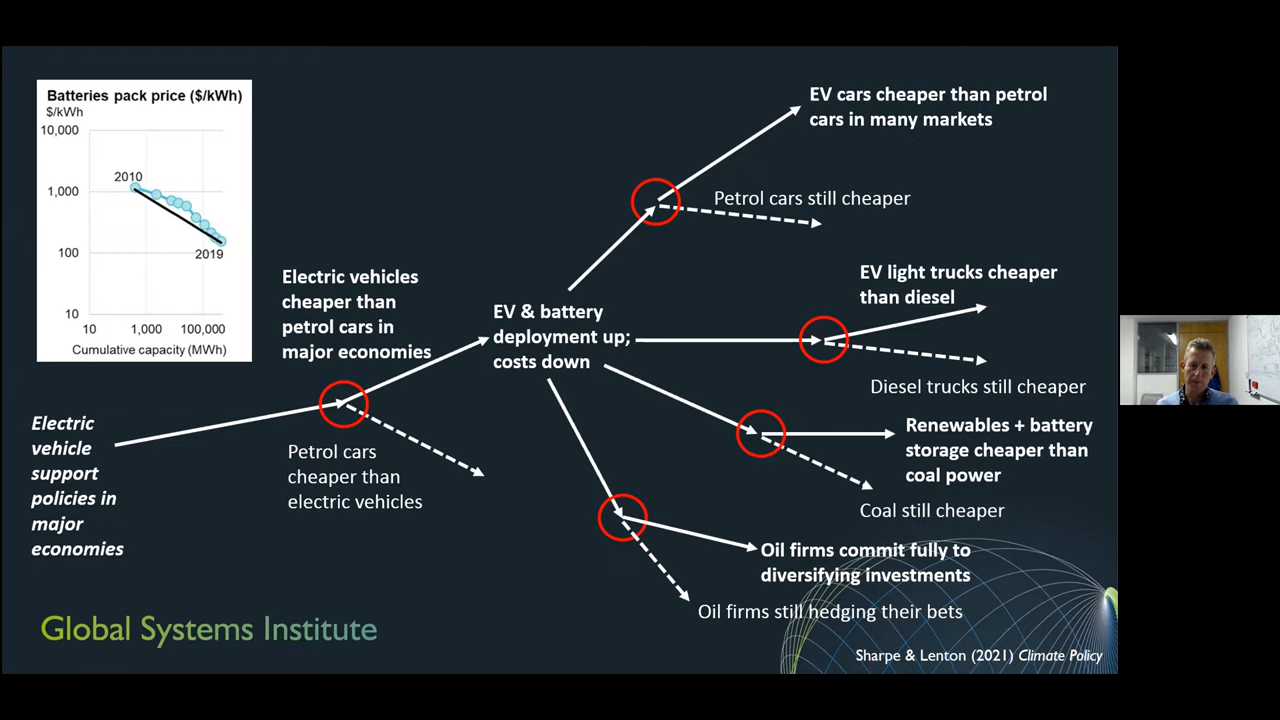 Batteries pack price ($/kWh)
$/kWh
10,000
1,000
100
10
2010
2019
10 1,000 100,000
Cumulative capacity (MWh)
Electric
vehicle
support
policies in
major
economies
Electric vehicles
cheaper than
petrol cars in
major economies
Petrol cars
cheaper than
electric vehicles
EV & battery
deployment up;
costs down
EV cars cheaper than petrol
cars in many markets
Petrol cars still cheaper
EV light trucks cheaper
than diesel
Diesel trucks still cheaper
Renewables + battery
storage cheaper than
coal power
Coal still cheaper
Oil firms commit fully to
diversifying investments
Oil firms still hedging their bets
Global Systems Institute
Sharpe & Lenton (2021) Climate Policy